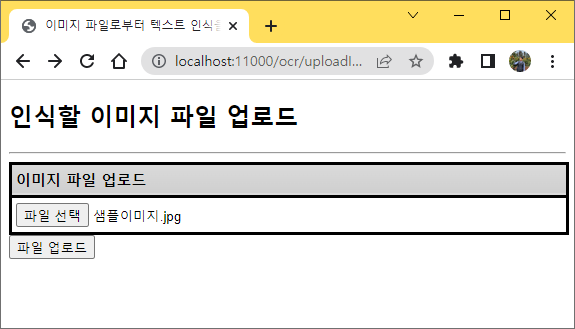 이미지 파일로부터 텍스트 인식
localhost:11000/ocr/uploadI...
인식할 이미지 파일 업로드
이미지 파일 업로드
파일 선택 샘플이미지.jpg
파일 업로드